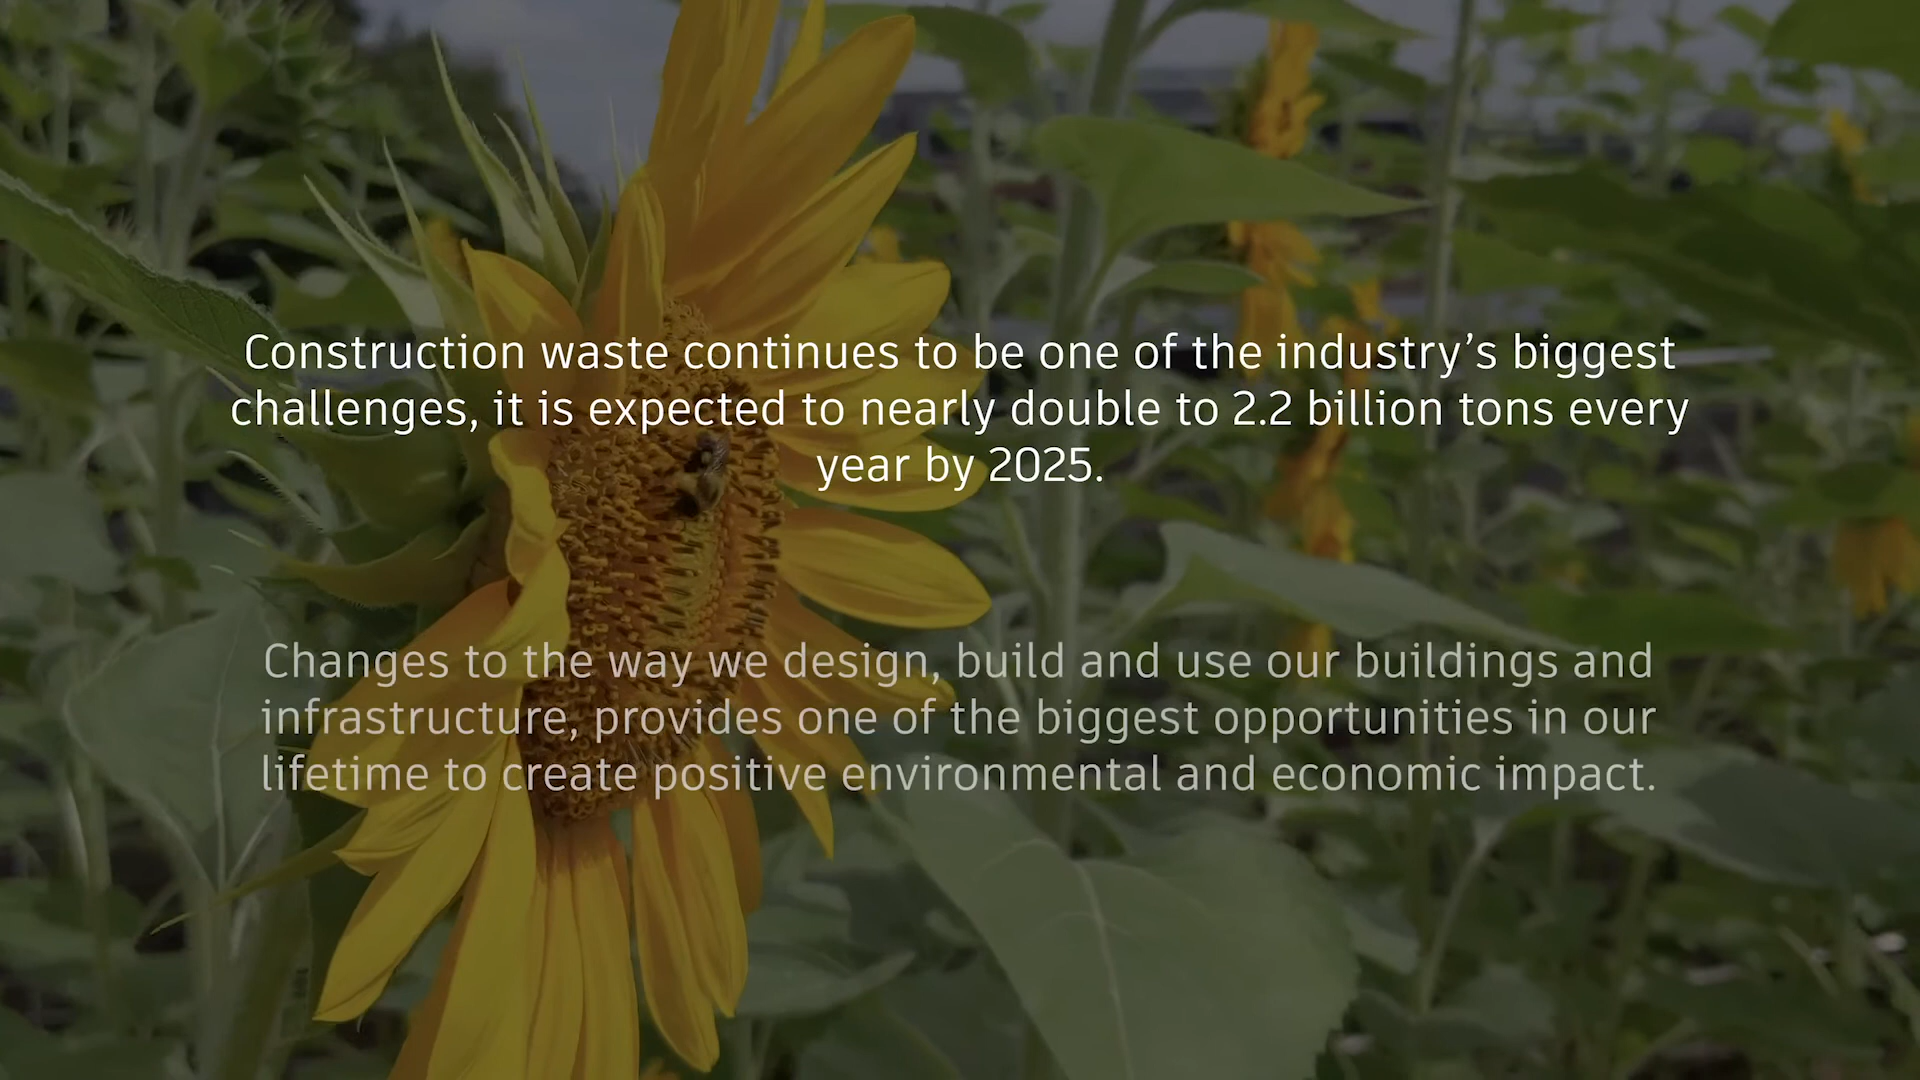 Construction waste continues to be one of the industry’s biggest
challenges, it is expected to nearly double to 2.2 billion tons every
year by 2025.
Changes to the way we design, build and use our buildings and
infrastructure, provides one of the biggest opportunities in our
lifetime to create positive environmental and economic impact.